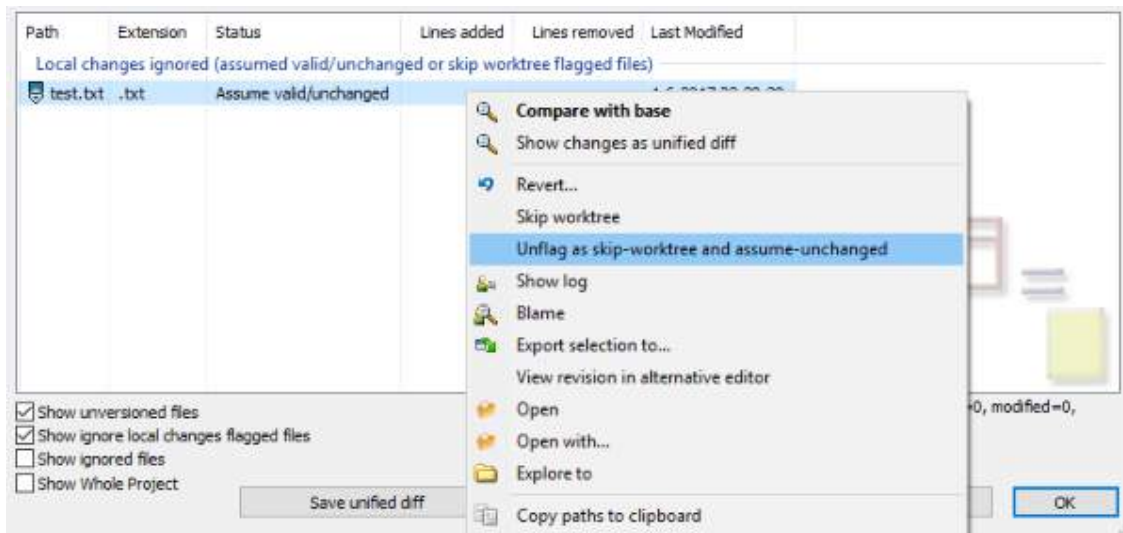 Path Extension Status Lines added Lines removed Last Modified
Local changes ignored (assumed valid/unchanged or skip worktree flagged files)
test.txt .txt Assume valid/unchanged
Compare with base
Show changes as unified diff
Revert...
Skip worktree
Unflag as skip-worktree and assume-unchanged
Show log
Blame
Export selection to...
View revision in alternative editor
Open
Open with...
Explore to
Copy paths to clipboard
=0, modified=0,
Show unversioned files
Show ignore local changes flagged files
Show ignored files
Show Whole Project
Save unified diff
OK